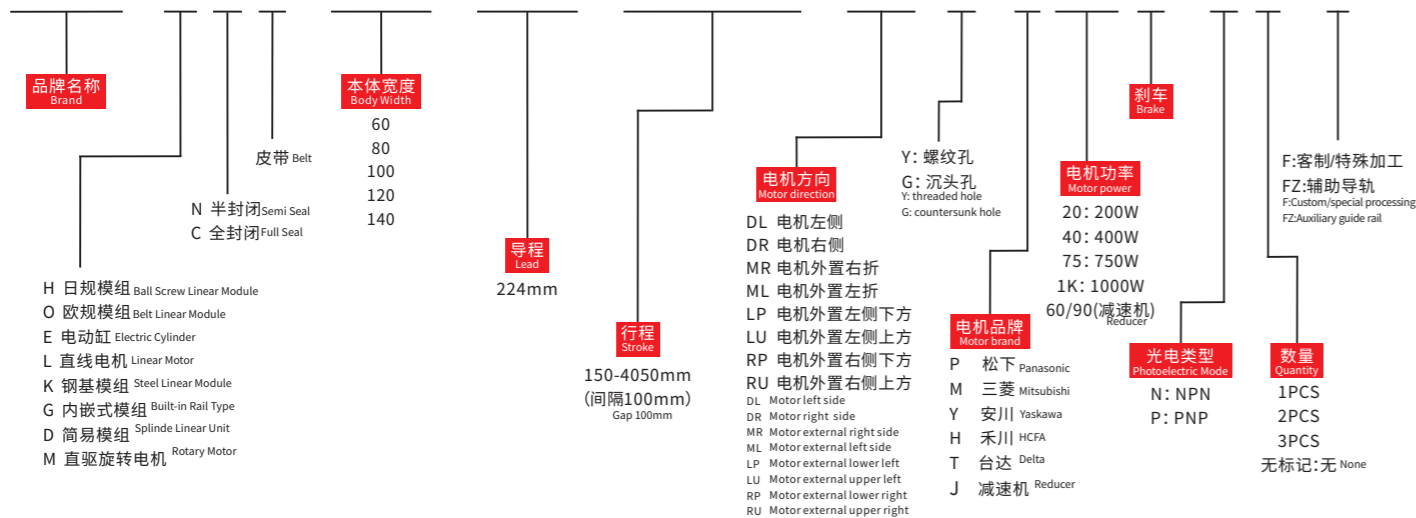 品牌名称
Brand
H 日规模组 Ball Screw Linear Module
O 欧规模组 Belt Linear Module
E 电动缸 Electric Cylinder
L 直线电机 Linear Motor
K 钢基模组 Steel Linear Module
G 内嵌式模组 Built-in Rail Type
D 简易模组 Splinde Linear Unit
M 直驱旋转电机 Rotary Motor
N 半封闭 Semi Seal
C 全封闭 Full Seal
皮带 Belt
本体宽度
Body Width
60
80
100
120
140
导程
Lead
224mm
行程
Stroke
150-4050mm
(间隔100mm)
Gap 100mm
电机方向
Motor direction
DL 电机左侧
DR 电机右侧
MR 电机外置右折
ML 电机外置左折
LP 电机外置左侧下方
LU 电机外置左侧上方
RP 电机外置右侧下方
RU 电机外置右侧上方
DL Motor left side
DR Motor right side
MR Motor external right side
ML Motor external left side
LP Motor external lower left
LU Motor external upper left
RP Motor external lower right
RU Motor external upper right
Y: 螺纹孔
G: 沉头孔
Y: threaded hole
G: countersunk hole
电机品牌
Motor brand
P 松下 Panasonic
M 三菱 Mitsubishi
Y 安川 Yaskawa
H 禾川 HCFA
T 台达 Delta
J 减速机 Reducer
电机功率
Motor power
20: 200W
40: 400W
75: 750W
1K: 1000W
60/90(减速机)
Reducer
刹车
Brake
光电类型
Photoelectric Mode
N: NPN
P: PNP
数量
Quantity
1PCS
2PCS
3PCS
无标记:无 None
F:客制/特殊加工
FZ:辅助导轨
F:Custom/special processing
FZ:Auxiliary guide rail